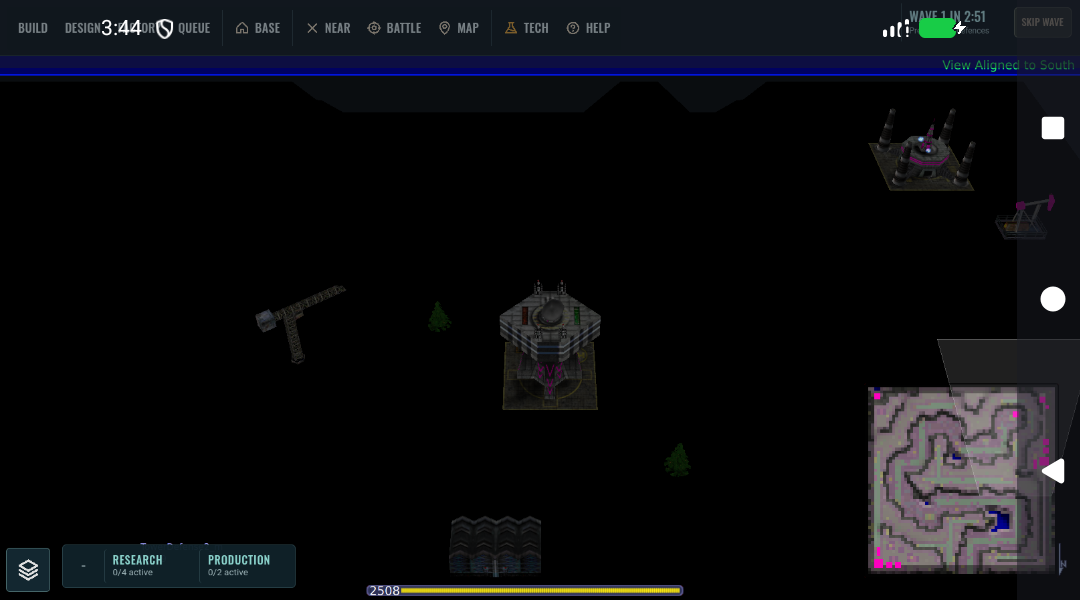 BUILD
DESIGN
3:44
QUEUE
BASE
NEAR
BATTLE
MAP
TECH
HELP
WAVE 1 IN 2:51
SKIP WAVE
View Aligned to South
RESEARCH
0/4 active
PRODUCTION
0/2 active
2508